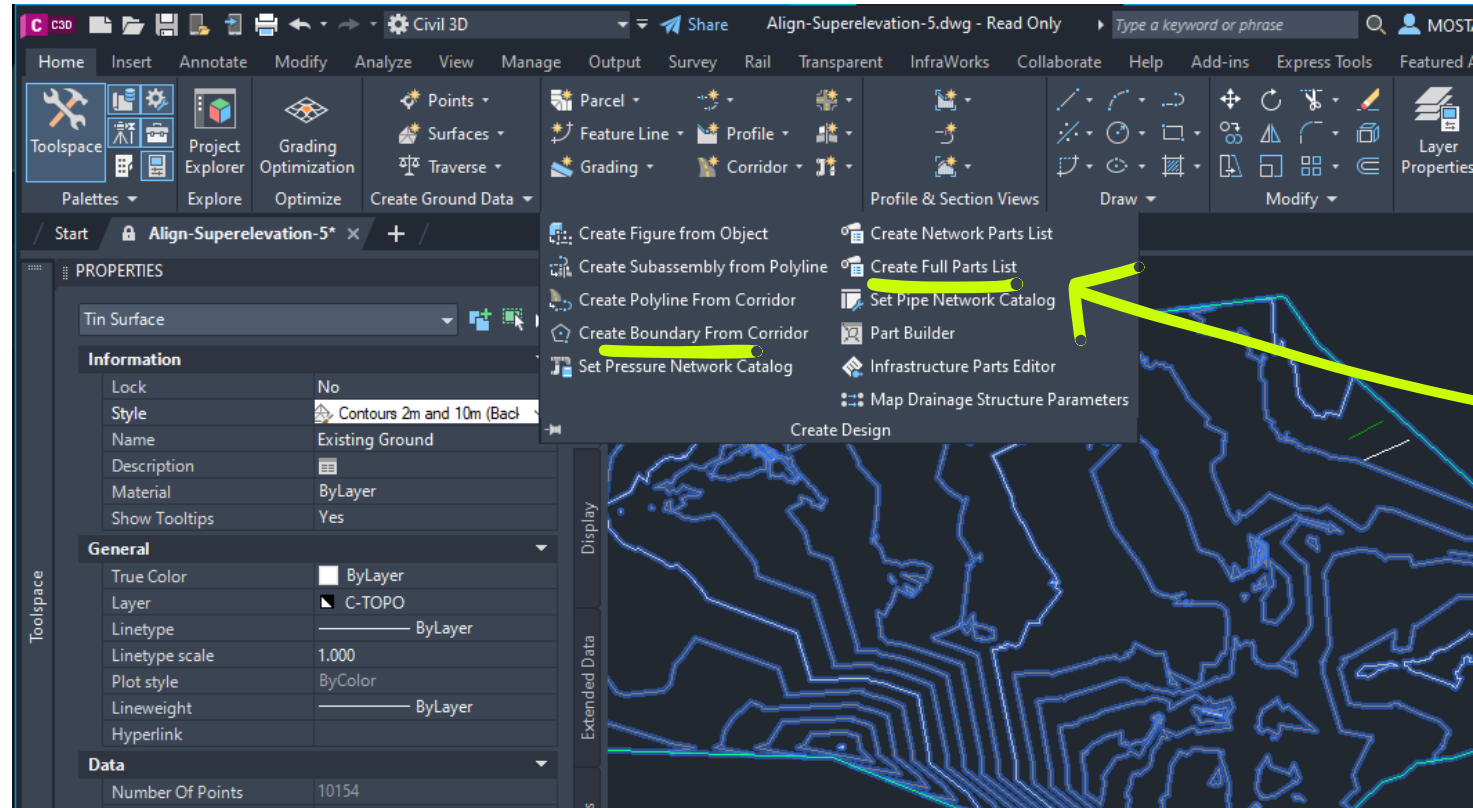 C C3D Civil 3D Share Align-Superelevation-5.dwg - Read Only Type a keyword or phrase
Home Insert Annotate Modify Analyze View Manage Output Survey Rail Transparent InfraWorks Collaborate Help Add-ins Express Tools Featured
Toolspace
Project Explorer
Grading Optimization
Points
Surfaces
Traverse
Parcel
Feature Line
Grading
Profile
Corridor
Layer Properties
Palettes Explore Optimize Create Ground Data Profile & Section Views Draw Modify
Start Align-Superelevation-5* × +
PROPERTIES
Tin Surface
Information
Lock No
Style Contours 2m and 10m (Back
Name Existing Ground
Description
Material ByLayer
Show Tooltips Yes
General
True Color ByLayer
Layer C-TOPO
Linetype ByLayer
Linetype scale 1.000
Plot style ByColor
Lineweight ByLayer
Hyperlink
Data
Number Of Points 10154
Toolspace
Display
Extended Data
Create Figure from Object
Create Subassembly from Polyline
Create Polyline From Corridor
Create Boundary From Corridor
Set Pressure Network Catalog
Create Network Parts List
Create Full Parts List
Set Pipe Network Catalog
Part Builder
Infrastructure Parts Editor
Map Drainage Structure Parameters
Create Design